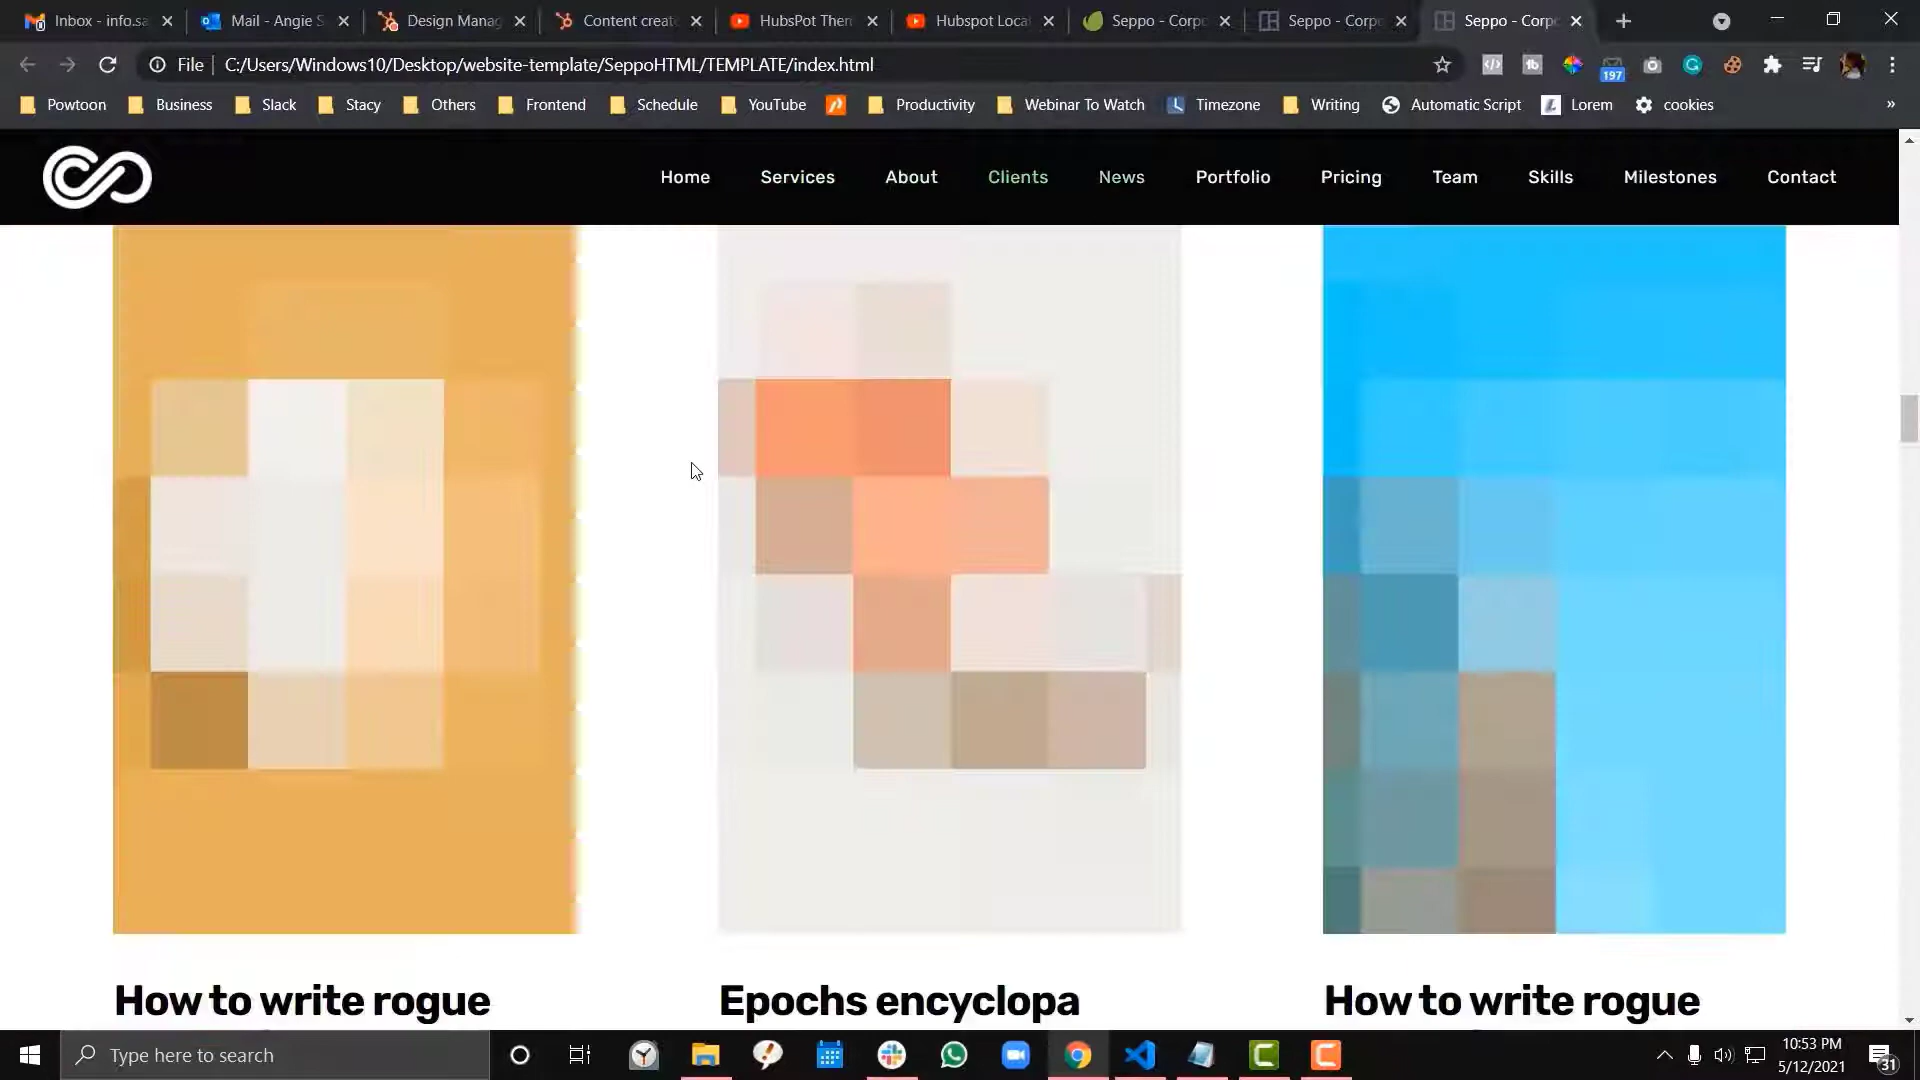 Inbox - info.sa
Mail - Angie S
Design Manag
Content creat
HubSpot Them
Hubspot Loca
Seppo - Corp
Seppo - Corp
Seppo - Corp
File C:/Users/Windows10/Desktop/website-template/SeppoHTML/TEMPLATE/index.html
197
Powtoon Business Slack Stacy Others Frontend Schedule YouTube Productivity Webinar To Watch Timezone Writing Automatic Script Lorem cookies »
Home Services About Clients News Portfolio Pricing Team Skills Milestones Contact
How to write rogue
Epochs encyclopa
How to write rogue
Type here to search
10:53 PM
5/12/2021
31